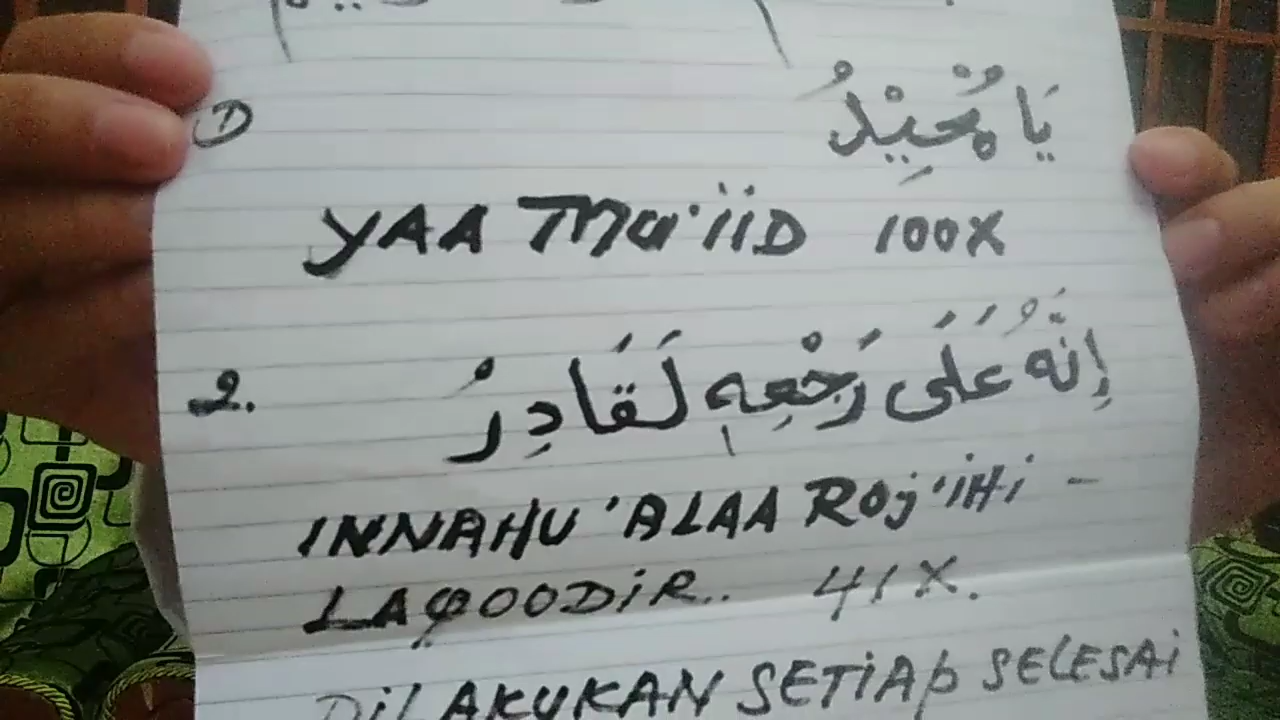 ① يَا مُعِيْدُ
YAA MU'IID 100X
2. إِنَّهُ عَلَى رَجْعِهِ لَقَادِرُ
INNAHU 'ALAA ROJ'IHI -
LAQOODIR.. 41X.
DILAKUKAN SETIAP SELESAI